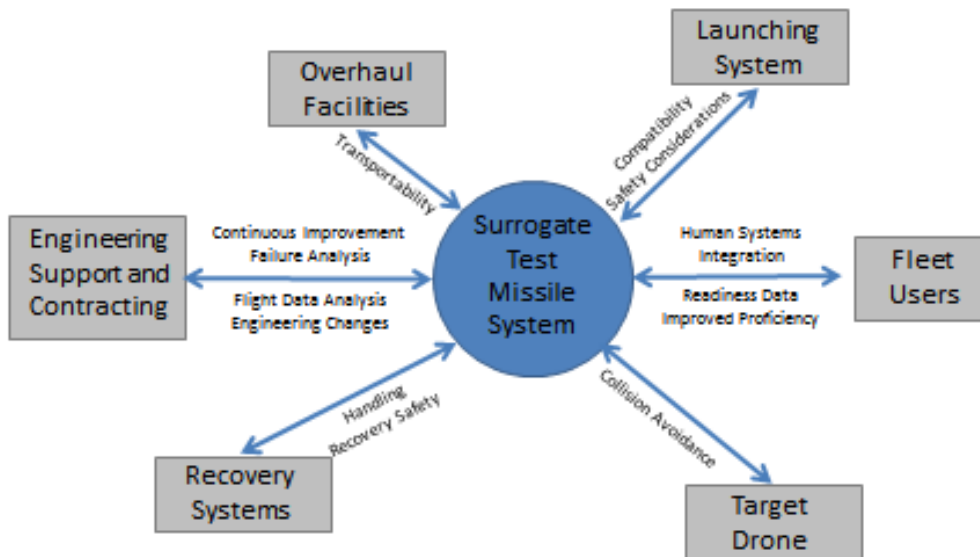 Launching
System
Overhaul
Facilities
Compatibility
Safety Considerations
Transportability
Engineering
Support and
Contracting
Continuous Improvement
Failure Analysis
Flight Data Analysis
Engineering Changes
Surrogate
Test
Missile
System
Human Systems
Integration
Readiness Data
Improved Proficiency
Fleet
Users
Handling
Recovery Safety
Collision Avoidance
Recovery
Systems
Target
Drone